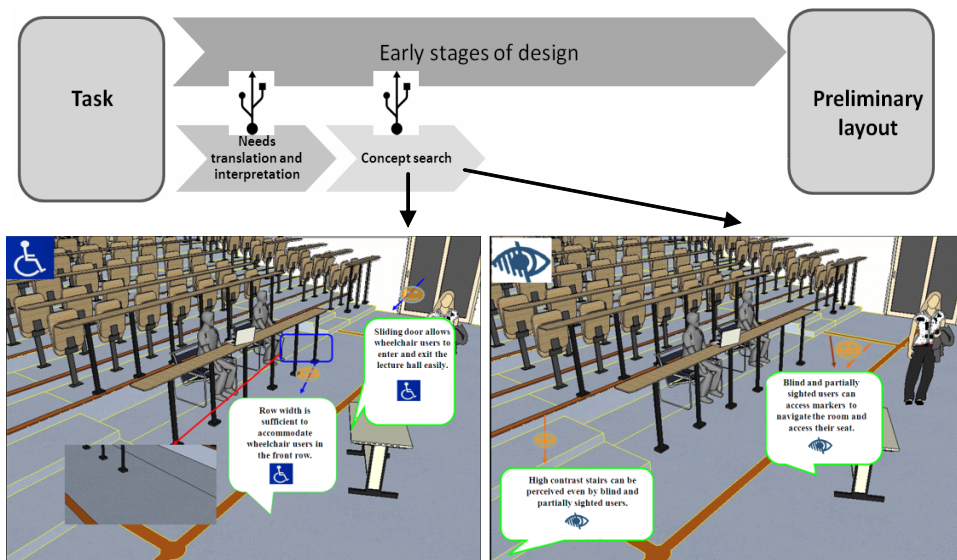 Early stages of design
Task
Preliminary
layout
Needs
translation and
interpretation
Concept search
Sliding door allows
wheelchair users to
enter and exit the
lecture hall easily.
Row width is
sufficient to
accommodate
wheelchair users in
the front row.
Blind and partially
sighted users can
access markers to
navigate the room and
access their seat.
High contrast stairs can be
perceived even by blind and
partially sighted users.